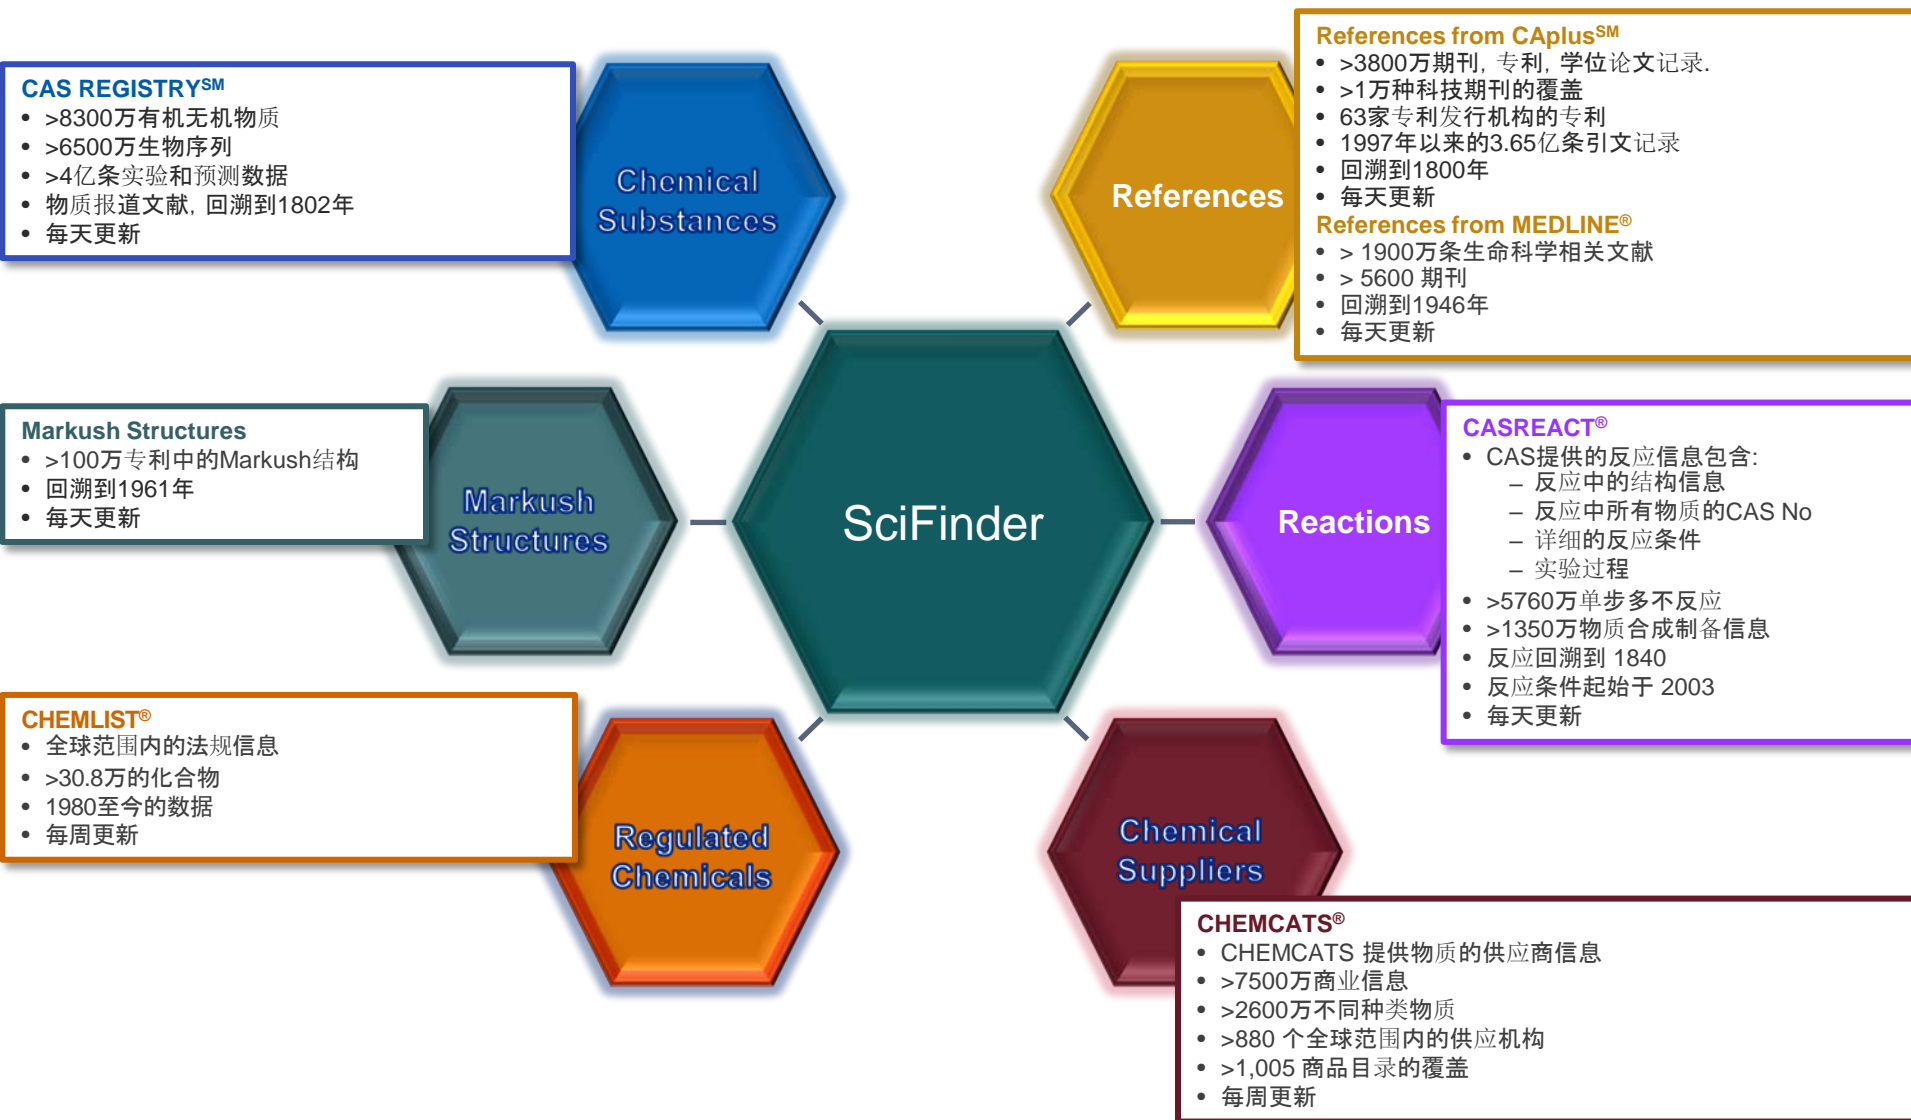 CAS REGISTRY℠
• >8300万有机无机物质
• >6500万生物序列
• >4亿条实验和预测数据
• 物质报道文献, 回溯到1802年
• 每天更新
Chemical
Substances
References
References from CAplus℠
• >3800万期刊, 专利, 学位论文记录.
• >1万种科技期刊的覆盖
• 63家专利发行机构的专利
• 1997年以来的3.65亿条引文记录
• 回溯到1800年
• 每天更新
References from MEDLINE®
• > 1900万条生命科学相关文献
• > 5600 期刊
• 回溯到1946年
• 每天更新
Markush Structures
• >100万专利中的Markush结构
• 回溯到1961年
• 每天更新
Markush
Structures
SciFinder
Reactions
CASREACT®
• CAS提供的反应信息包含:
– 反应中的结构信息
– 反应中所有物质的CAS No
– 详细的反应条件
– 实验过程
• >5760万单步多不反应
• >1350万物质合成制备信息
• 反应回溯到 1840
• 反应条件起始于 2003
• 每天更新
CHEMLIST®
• 全球范围内的法规信息
• >30.8万的化合物
• 1980至今的数据
• 每周更新
Regulated
Chemicals
Chemical
Suppliers
CHEMCATS®
• CHEMCATS 提供物质的供应商信息
• >7500万商业信息
• >2600万不同种类物质
• >880 个全球范围内的供应机构
• >1,005 商品目录的覆盖
• 每周更新